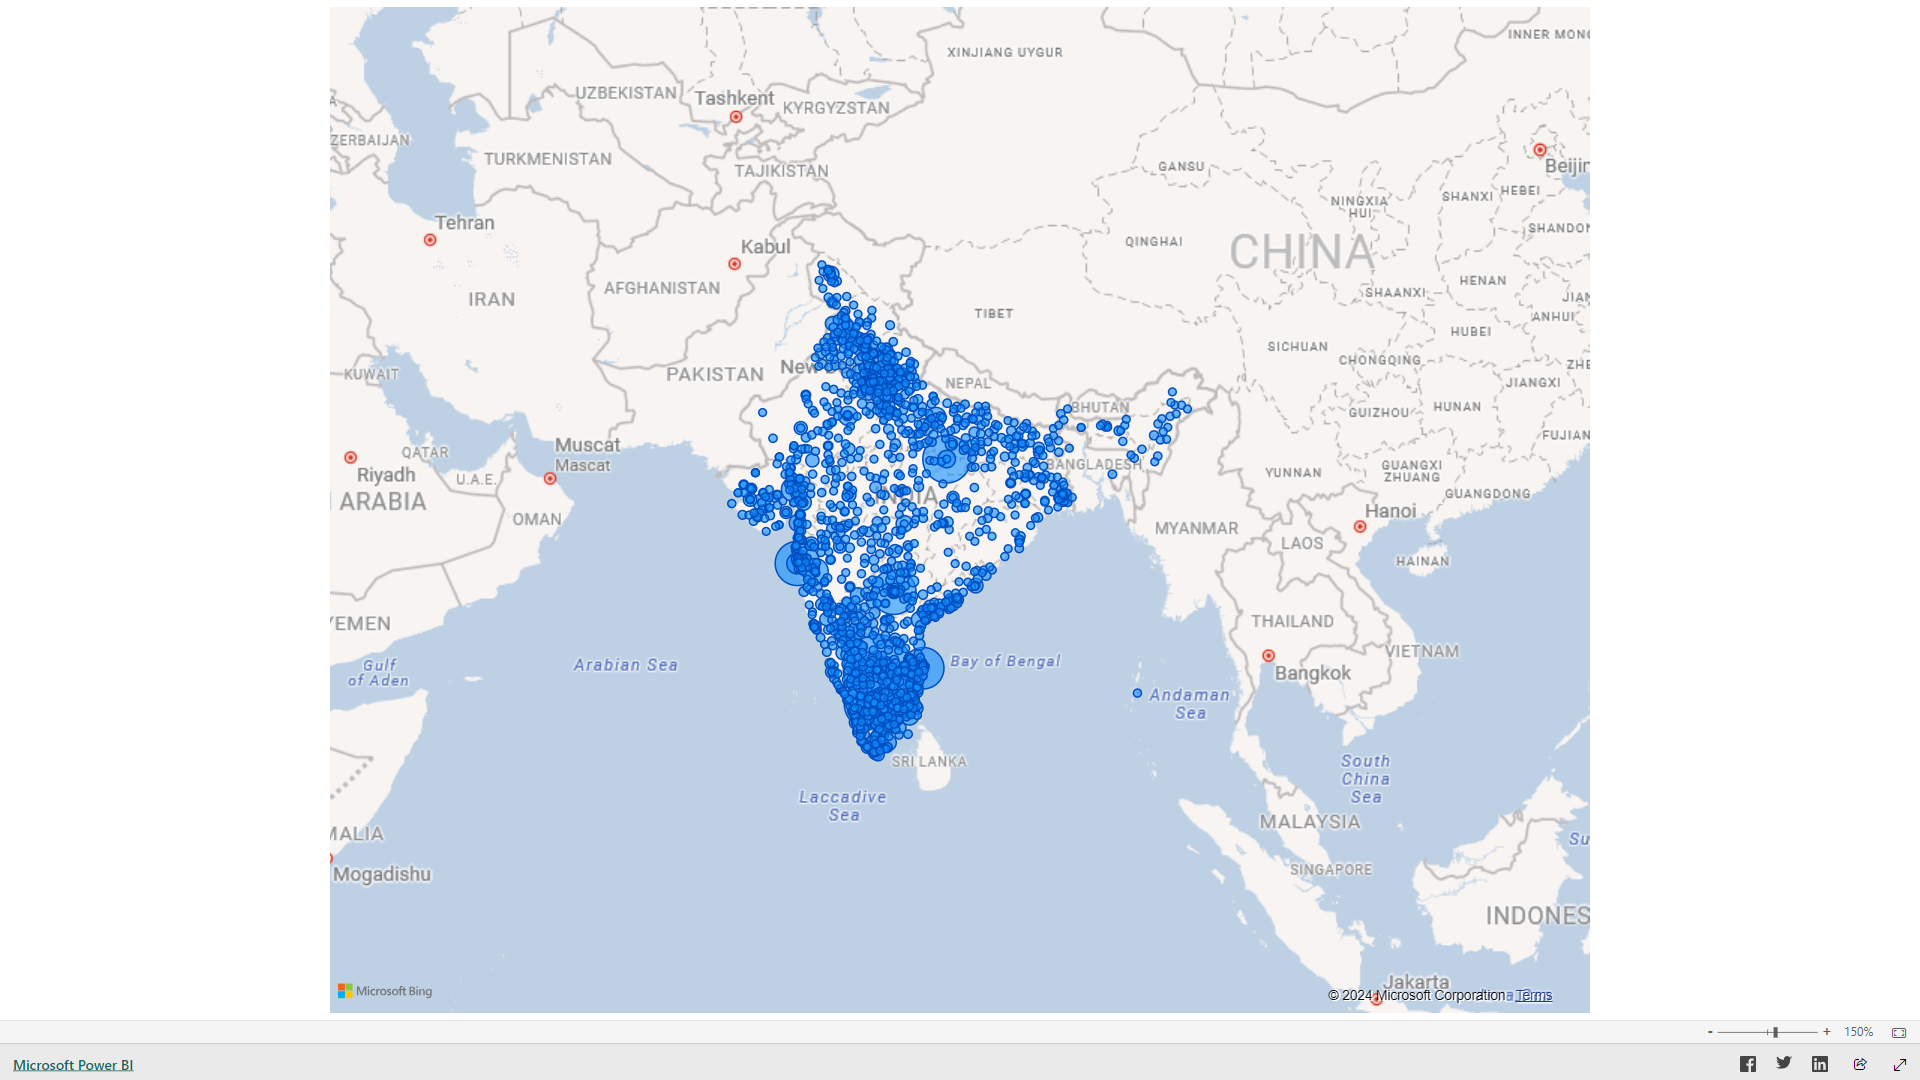 INNER MONG
XINJIANG UYGUR
UZBEKISTAN
Tashkent
KYRGYZSTAN
ZERBAIJAN
Beijin
TURKMENISTAN
GANSU
TAJIKISTAN
HEBEI
SHANXI
NINGXIA
HUI
Tehran
SHANDON
Kabul
QINGHAI
CHINA
HENAN
AFGHANISTAN
SHAANXI
IRAN
JIAN
TIBET
ANHUI
HUBEI
SICHUAN
CHONGQING
ZHE
New
KUWAIT
PAKISTAN
NEPAL
JIANGXI
BHUTAN
HUNAN
GUIZHOU
FUJIAN
Muscat
Mascat
QATAR
BANGLADESH
GUANGXI
ZHUANG
Riyadh
U.A.E.
YUNNAN
INDIA
GUANGDONG
ARABIA
Hanoi
OMAN
MYANMAR
LAOS
HAINAN
YEMEN
THAILAND
VIETNAM
Gulf
of Aden
Arabian Sea
Bay of Bengal
Bangkok
Andaman
Sea
SRI LANKA
South
China
Sea
Laccadive
Sea
MALAYSIA
MALIA
Su
SINGAPORE
Mogadishu
INDONES
Jakarta
Microsoft Bing
© 2024 Microsoft Corporation Terms
- + 150%
Microsoft Power BI